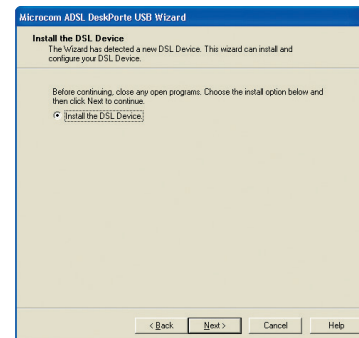 Microcom ADSL DeskPorte USB Wizard
Install the DSL Device
The Wizard has detected a new DSL Device. This wizard can install and
configure your DSL Device.
Before continuing, close any open programs. Choose the install option below and
then click Next to continue.
Install the DSL Device.
< Back
Next >
Cancel
Help